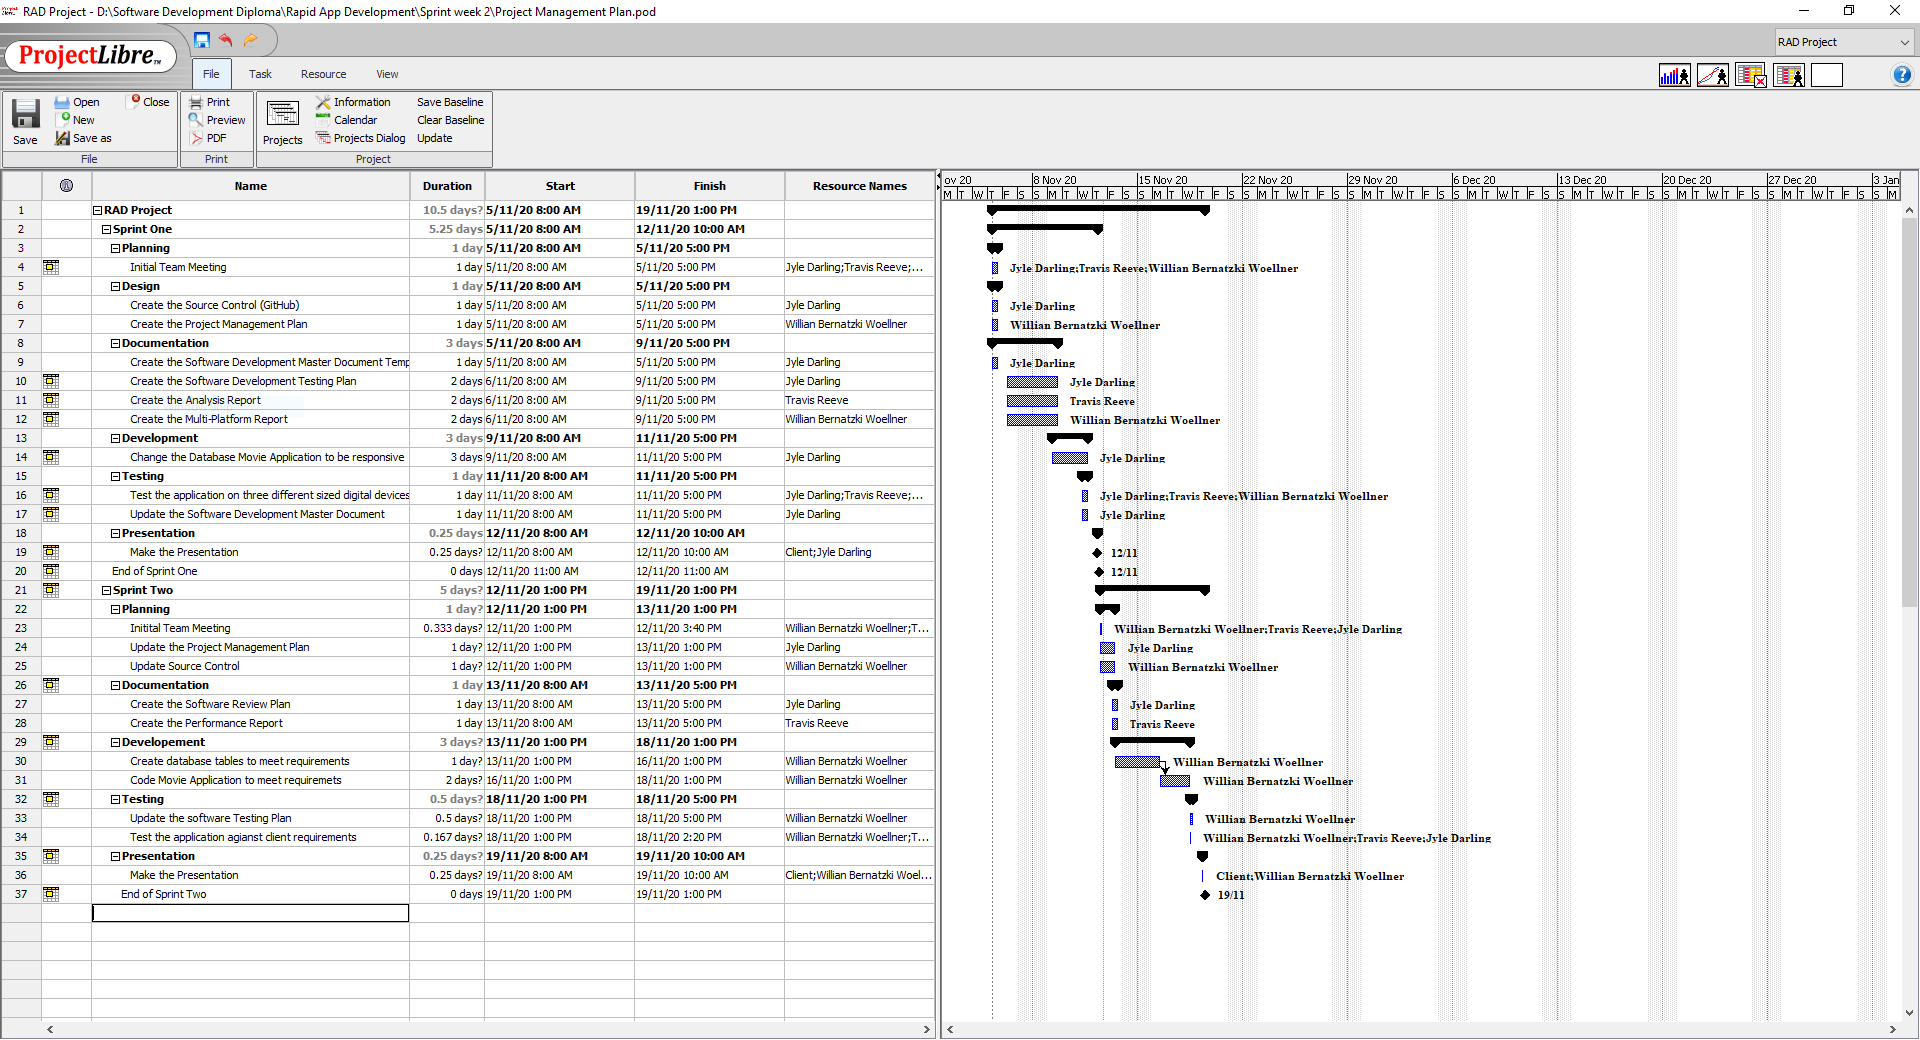 RAD Project - D:\Software Development Diploma\Rapid App Development\Sprint week 2\Project Management Plan.pod
ProjectLibre™
RAD Project
File Task Resource View
Save Open New Save as Close
File
Print Preview PDF
Print
Projects Information Calendar Projects Dialog Save Baseline Clear Baseline Update
Project
Name Duration Start Finish Resource Names
ov 20 8 Nov 20 15 Nov 20 22 Nov 20 29 Nov 20 6 Dec 20 13 Dec 20 20 Dec 20 27 Dec 20 3 Jan
M T W T F S S M T W T F S S M T W T F S S M T W T F S S M T W T F S S M T W T F S S M T W T F S S M T W T F S S M T W T F S S M
1 RAD Project 10.5 days? 5/11/20 8:00 AM 19/11/20 1:00 PM
2 Sprint One 5.25 days? 5/11/20 8:00 AM 12/11/20 10:00 AM
3 Planning 1 day 5/11/20 8:00 AM 5/11/20 5:00 PM
4 Initial Team Meeting 1 day 5/11/20 8:00 AM 5/11/20 5:00 PM Jyle Darling;Travis Reeve;... Jyle Darling;Travis Reeve;Willian Bernatzki Woellner
5 Design 1 day 5/11/20 8:00 AM 5/11/20 5:00 PM
6 Create the Source Control (GitHub) 1 day 5/11/20 8:00 AM 5/11/20 5:00 PM Jyle Darling Jyle Darling
7 Create the Project Management Plan 1 day 5/11/20 8:00 AM 5/11/20 5:00 PM Willian Bernatzki Woellner Willian Bernatzki Woellner
8 Documentation 3 days 5/11/20 8:00 AM 9/11/20 5:00 PM
9 Create the Software Development Master Document Temp 1 day 5/11/20 8:00 AM 5/11/20 5:00 PM Jyle Darling Jyle Darling
10 Create the Software Development Testing Plan 2 days 6/11/20 8:00 AM 9/11/20 5:00 PM Jyle Darling Jyle Darling
11 Create the Analysis Report 2 days 6/11/20 8:00 AM 9/11/20 5:00 PM Travis Reeve Travis Reeve
12 Create the Multi-Platform Report 2 days 6/11/20 8:00 AM 9/11/20 5:00 PM Willian Bernatzki Woellner Willian Bernatzki Woellner
13 Development 3 days 9/11/20 8:00 AM 11/11/20 5:00 PM
14 Change the Database Movie Application to be responsive 3 days 9/11/20 8:00 AM 11/11/20 5:00 PM Jyle Darling Jyle Darling
15 Testing 1 day 11/11/20 8:00 AM 11/11/20 5:00 PM
16 Test the application on three different sized digital devices 1 day 11/11/20 8:00 AM 11/11/20 5:00 PM Jyle Darling;Travis Reeve;... Jyle Darling;Travis Reeve;Willian Bernatzki Woellner
17 Update the Software Development Master Document 1 day 11/11/20 8:00 AM 11/11/20 5:00 PM Jyle Darling Jyle Darling
18 Presentation 0.25 days 12/11/20 8:00 AM 12/11/20 10:00 AM
19 Make the Presentation 0.25 days? 12/11/20 8:00 AM 12/11/20 10:00 AM Client;Jyle Darling 12/11
20 End of Sprint One 0 days 12/11/20 11:00 AM 12/11/20 11:00 AM 12/11
21 Sprint Two 5 days? 12/11/20 1:00 PM 19/11/20 1:00 PM
22 Planning 1 day? 12/11/20 1:00 PM 13/11/20 1:00 PM
23 Initital Team Meeting 0.333 days? 12/11/20 1:00 PM 12/11/20 3:40 PM Willian Bernatzki Woellner;T... Willian Bernatzki Woellner;Travis Reeve;Jyle Darling
24 Update the Project Management Plan 1 day? 12/11/20 1:00 PM 13/11/20 1:00 PM Jyle Darling Jyle Darling
25 Update Source Control 1 day? 12/11/20 1:00 PM 13/11/20 1:00 PM Willian Bernatzki Woellner Willian Bernatzki Woellner
26 Documentation 1 day 13/11/20 8:00 AM 13/11/20 5:00 PM
27 Create the Software Review Plan 1 day 13/11/20 8:00 AM 13/11/20 5:00 PM Jyle Darling Jyle Darling
28 Create the Performance Report 1 day 13/11/20 8:00 AM 13/11/20 5:00 PM Travis Reeve Travis Reeve
29 Developement 3 days? 13/11/20 1:00 PM 18/11/20 1:00 PM
30 Create database tables to meet requirements 1 day? 13/11/20 1:00 PM 16/11/20 1:00 PM Willian Bernatzki Woellner Willian Bernatzki Woellner
31 Code Movie Application to meet requiremets 2 days? 16/11/20 1:00 PM 18/11/20 1:00 PM Willian Bernatzki Woellner Willian Bernatzki Woellner
32 Testing 0.5 days? 18/11/20 1:00 PM 18/11/20 5:00 PM
33 Update the software Testing Plan 0.5 days? 18/11/20 1:00 PM 18/11/20 5:00 PM Willian Bernatzki Woellner Willian Bernatzki Woellner
34 Test the application agianst client requirements 0.167 days? 18/11/20 1:00 PM 18/11/20 2:20 PM Willian Bernatzki Woellner;T... Willian Bernatzki Woellner;Travis Reeve;Jyle Darling
35 Presentation 0.25 days? 19/11/20 8:00 AM 19/11/20 10:00 AM
36 Make the Presentation 0.25 days? 19/11/20 8:00 AM 19/11/20 10:00 AM Client;Willian Bernatzki Woel... Client;Willian Bernatzki Woellner
37 End of Sprint Two 0 days 19/11/20 1:00 PM 19/11/20 1:00 PM 19/11